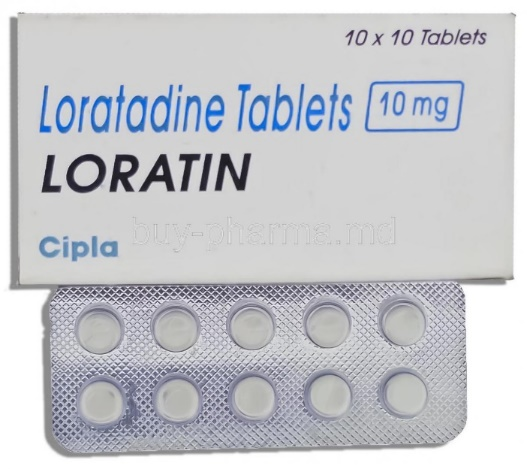 10 x 10 Tablets
Loratadine Tablets 10 mg
LORATIN
Cipla
buy-pharma.md